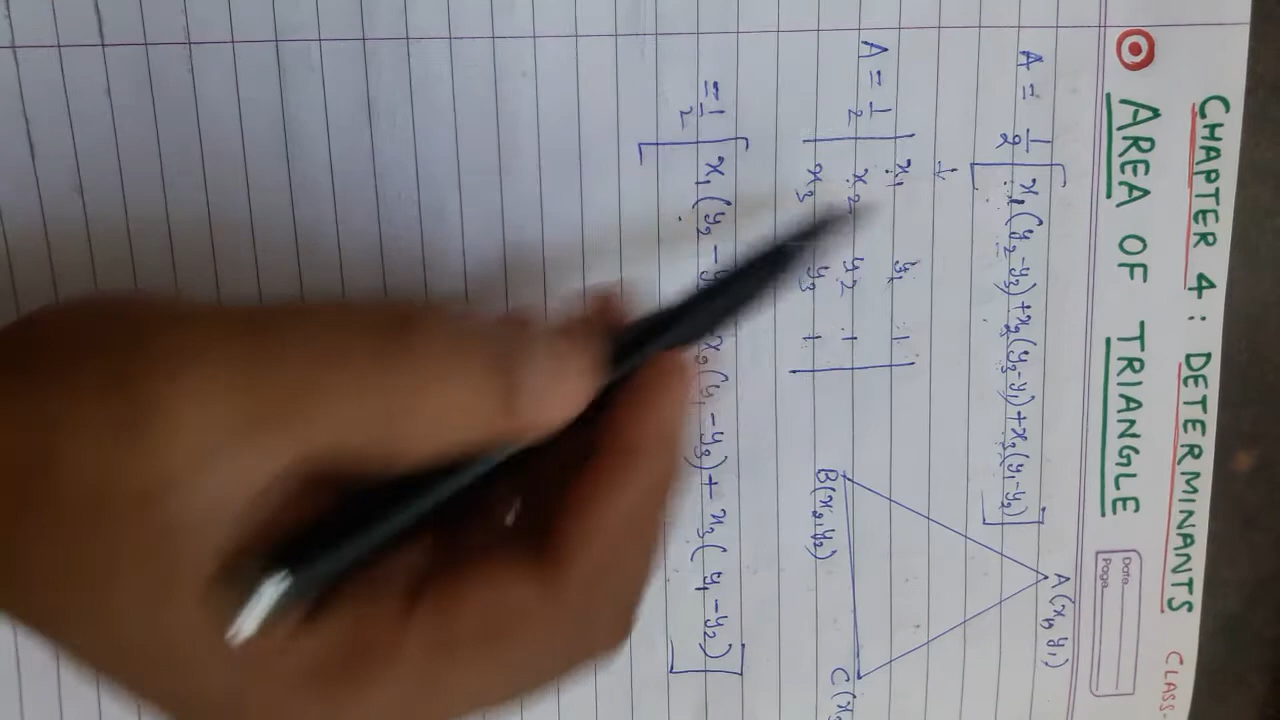 CHAPTER 4 : DETERMINANTS CLASS-
AREA OF TRIANGLE
Date
Page
A = 1/2 [x1(y2-y3)+x2(y3-y1)+x3(y1-y2)]
A(x1, y1)
↓
A = 1/2 | x1 y1 1
x2 y2 1
x3 y3 1 |
B(x2, y2)
C(x3
= 1/2 [x1(y2 - y x2(y1 - y3) + x3(y1 - y2)]